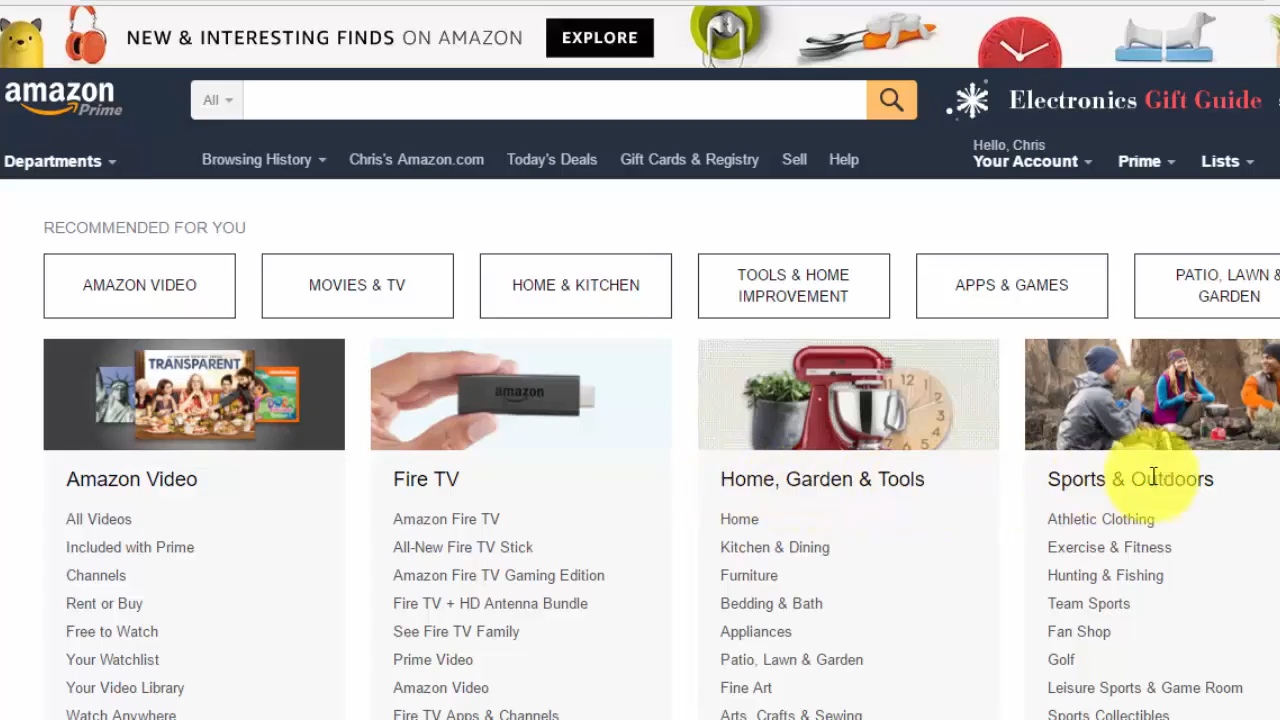 NEW & INTERESTING FINDS ON AMAZON EXPLORE
amazon
Prime
All
Electronics Gift Guide
Departments
Browsing History
Chris's Amazon.com
Today's Deals
Gift Cards & Registry
Sell
Help
Hello, Chris
Your Account
Prime
Lists
RECOMMENDED FOR YOU
AMAZON VIDEO
MOVIES & TV
HOME & KITCHEN
TOOLS & HOME
IMPROVEMENT
APPS & GAMES
PATIO, LAWN &
GARDEN
TRANSPARENT
amazon
Amazon Video
All Videos
Included with Prime
Channels
Rent or Buy
Free to Watch
Your Watchlist
Your Video Library
Watch Anywhere
Fire TV
Amazon Fire TV
All-New Fire TV Stick
Amazon Fire TV Gaming Edition
Fire TV + HD Antenna Bundle
See Fire TV Family
Prime Video
Amazon Video
Fire TV Apps & Channels
12
1
2
3
4
5
Home, Garden & Tools
Home
Kitchen & Dining
Furniture
Bedding & Bath
Appliances
Patio, Lawn & Garden
Fine Art
Arts, Crafts & Sewing
Sports & Outdoors
Athletic Clothing
Exercise & Fitness
Hunting & Fishing
Team Sports
Fan Shop
Golf
Leisure Sports & Game Room
Sports Collectibles